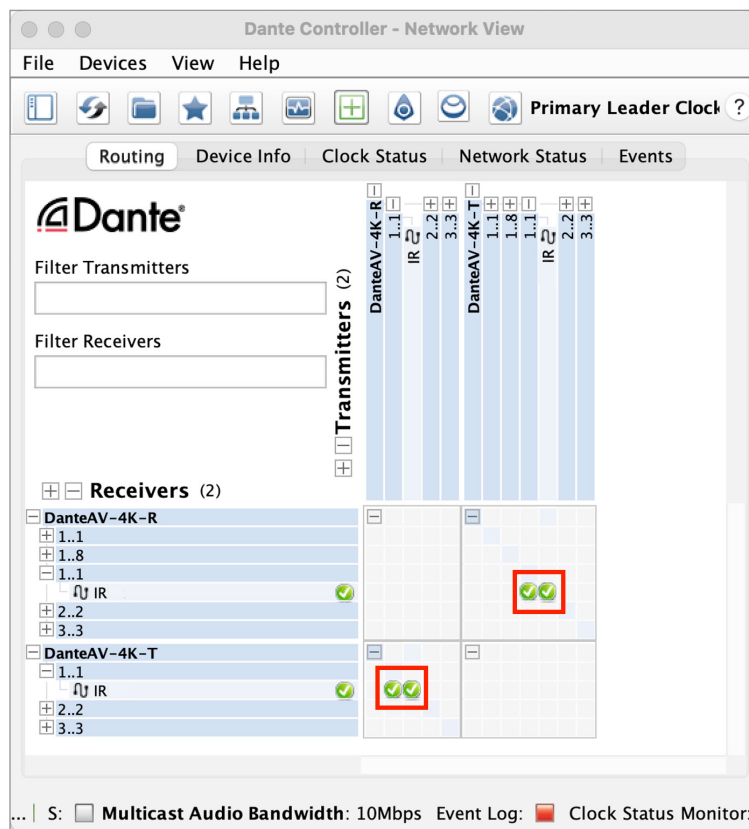 Dante Controller - Network View
File Devices View Help
Primary Leader Clock ?
Routing Device Info Clock Status Network Status Events
Dante®
Filter Transmitters
Filter Receivers
Transmitters (2)
DanteAV-4K-R
1..1
IR
2..2
3..3
DanteAV-4K-T
1..1
1..8
1..1
IR
2..2
3..3
Receivers (2)
DanteAV-4K-R
1..1
1..8
1..1
IR
2..2
3..3
DanteAV-4K-T
1..1
IR
2..2
3..3
... S: Multicast Audio Bandwidth: 10Mbps Event Log: Clock Status Monitor: